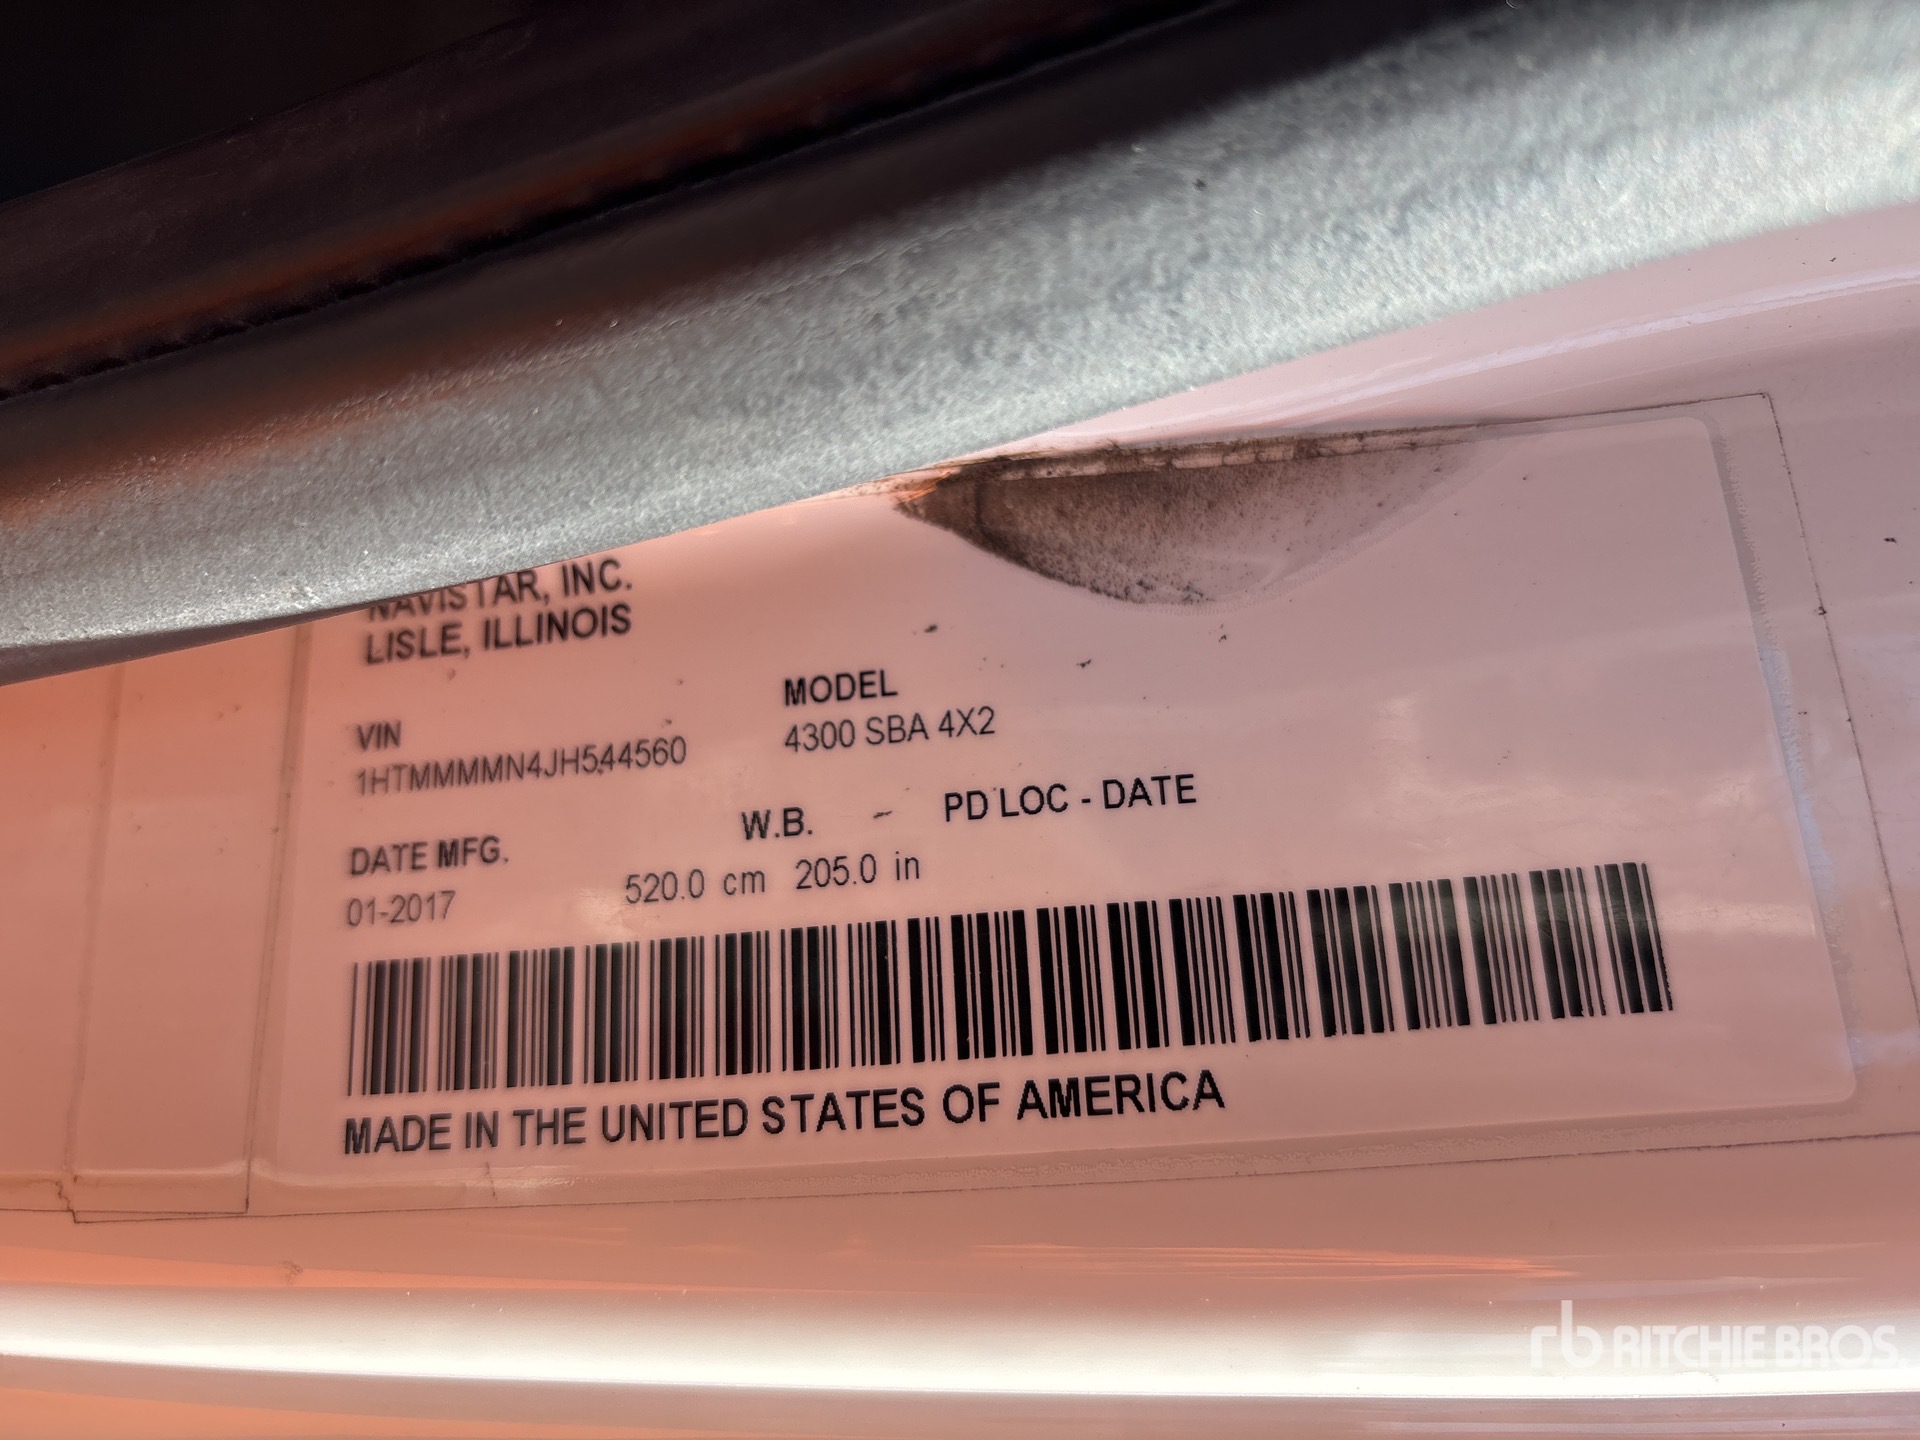 NAVISTAR, INC.
LISLE, ILLINOIS
VIN
1HTMMMMN4JH544560
MODEL
4300 SBA 4X2
DATE MFG.
01-2017
W.B. - PD LOC - DATE
520.0 cm 205.0 in
MADE IN THE UNITED STATES OF AMERICA
rb RITCHIE BROS.